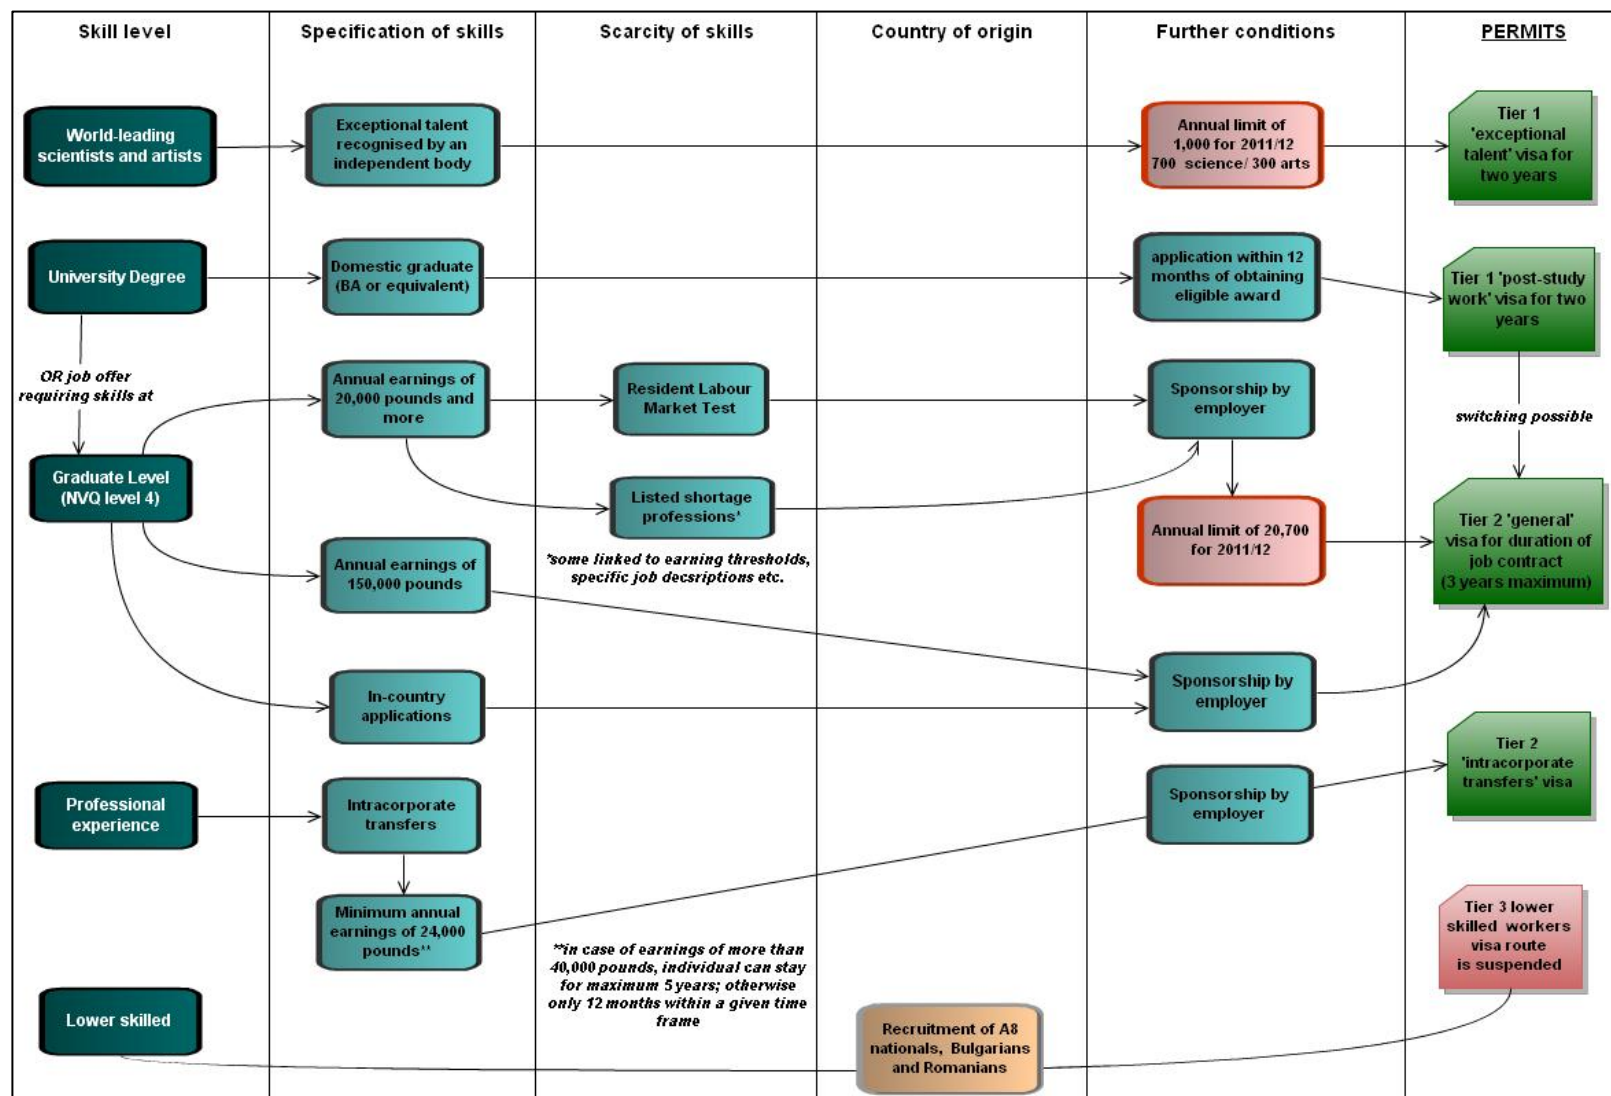 Skill level
Specification of skills
Scarcity of skills
Country of origin
Further conditions
PERMITS
World-leading
scientists and artists
Exceptional talent
recognised by an
independent body
Annual limit of
1,000 for 2011/12
700 science/ 300 arts
Tier 1
'exceptional
talent' visa for
two years
University Degree
Domestic graduate
(BA or equivalent)
application within 12
months of obtaining
eligible award
Tier 1 'post-study
work' visa for two
years
OR job offer
requiring skills at
Annual earnings of
20,000 pounds and
more
Resident Labour
Market Test
Sponsorship by
employer
switching possible
Graduate Level
(NVQ level 4)
Listed shortage
professions*
*some linked to earning thresholds,
specific job decsriptions etc.
Annual limit of 20,700
for 2011/12
Tier 2 'general'
visa for duration of
job contract
(3 years maximum)
Annual earnings of
150,000 pounds
In-country
applications
Sponsorship by
employer
Professional
experience
Intracorporate
transfers
Sponsorship by
employer
Tier 2
'intracorporate
transfers' visa
Minimum annual
earnings of 24,000
pounds**
**in case of earnings of more than
40,000 pounds, individual can stay
for maximum 5 years; otherwise
only 12 months within a given time
frame
Tier 3 lower
skilled workers
visa route
is suspended
Lower skilled
Recruitment of A8
nationals, Bulgarians
and Romanians